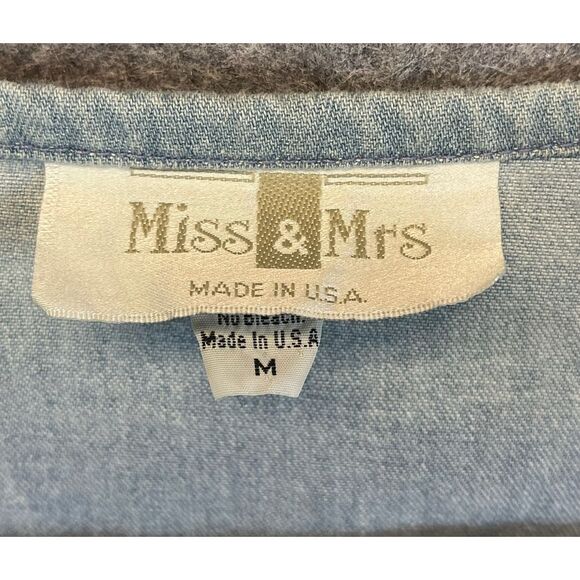 Miss & Mrs
MADE IN U.S.A.
No Bleach.
Made In U.S.A
M